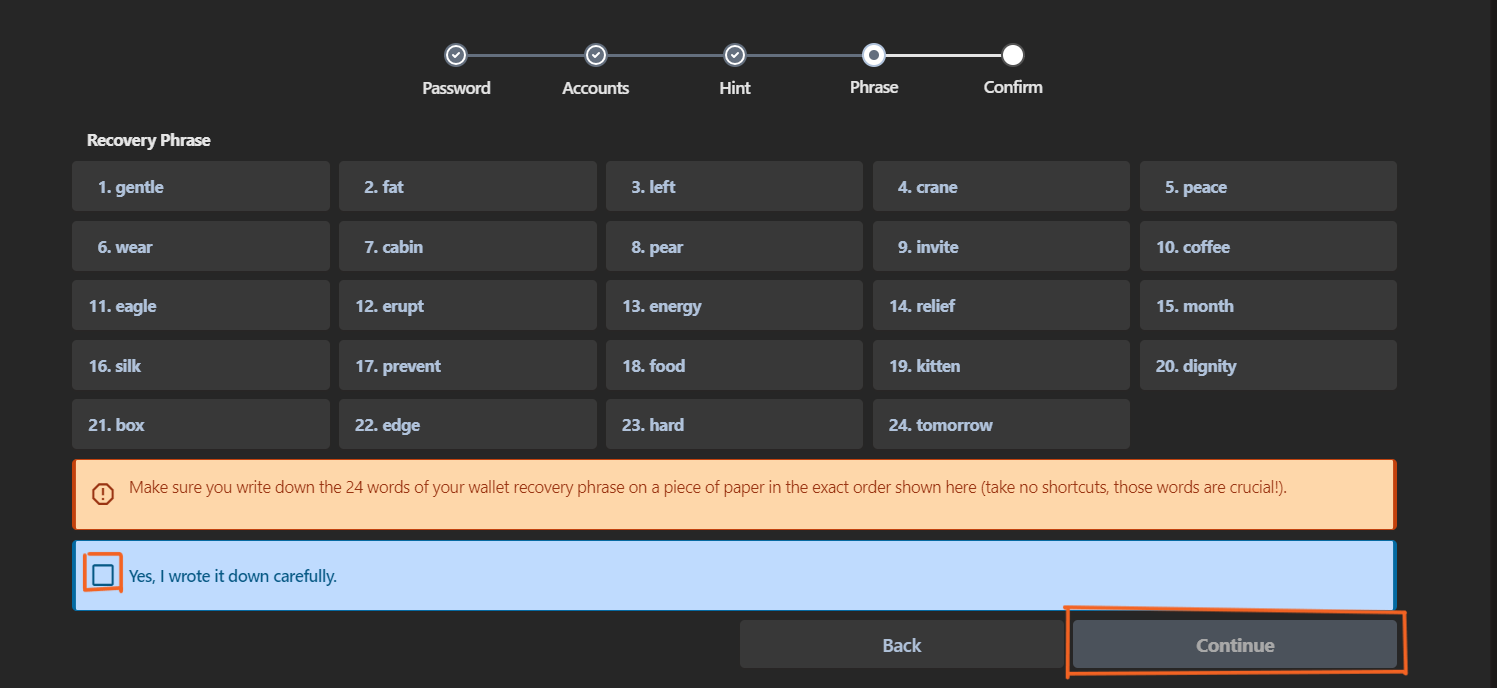 Password Accounts Hint Phrase Confirm
Recovery Phrase
1. gentle 2. fat 3. left 4. crane 5. peace
6. wear 7. cabin 8. pear 9. invite 10. coffee
11. eagle 12. erupt 13. energy 14. relief 15. month
16. silk 17. prevent 18. food 19. kitten 20. dignity
21. box 22. edge 23. hard 24. tomorrow
Make sure you write down the 24 words of your wallet recovery phrase on a piece of paper in the exact order shown here (take no shortcuts, those words are crucial!).
Yes, I wrote it down carefully.
Back Continue